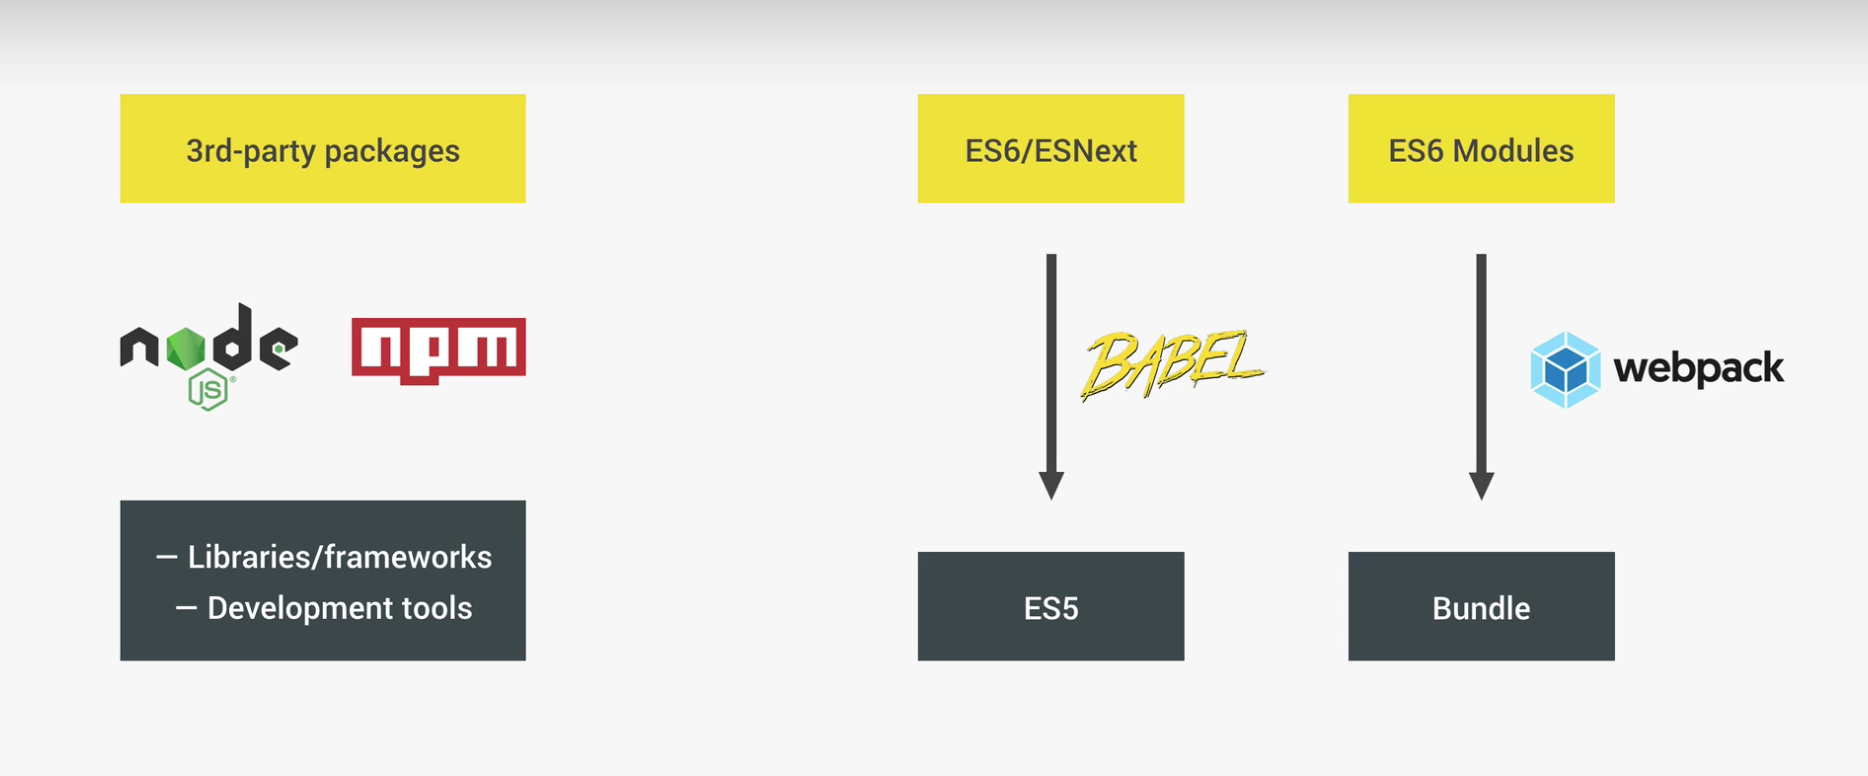 3rd-party packages
ES6/ESNext
ES6 Modules
node
JS®
npm
BABEL
webpack
— Libraries/frameworks
— Development tools
ES5
Bundle